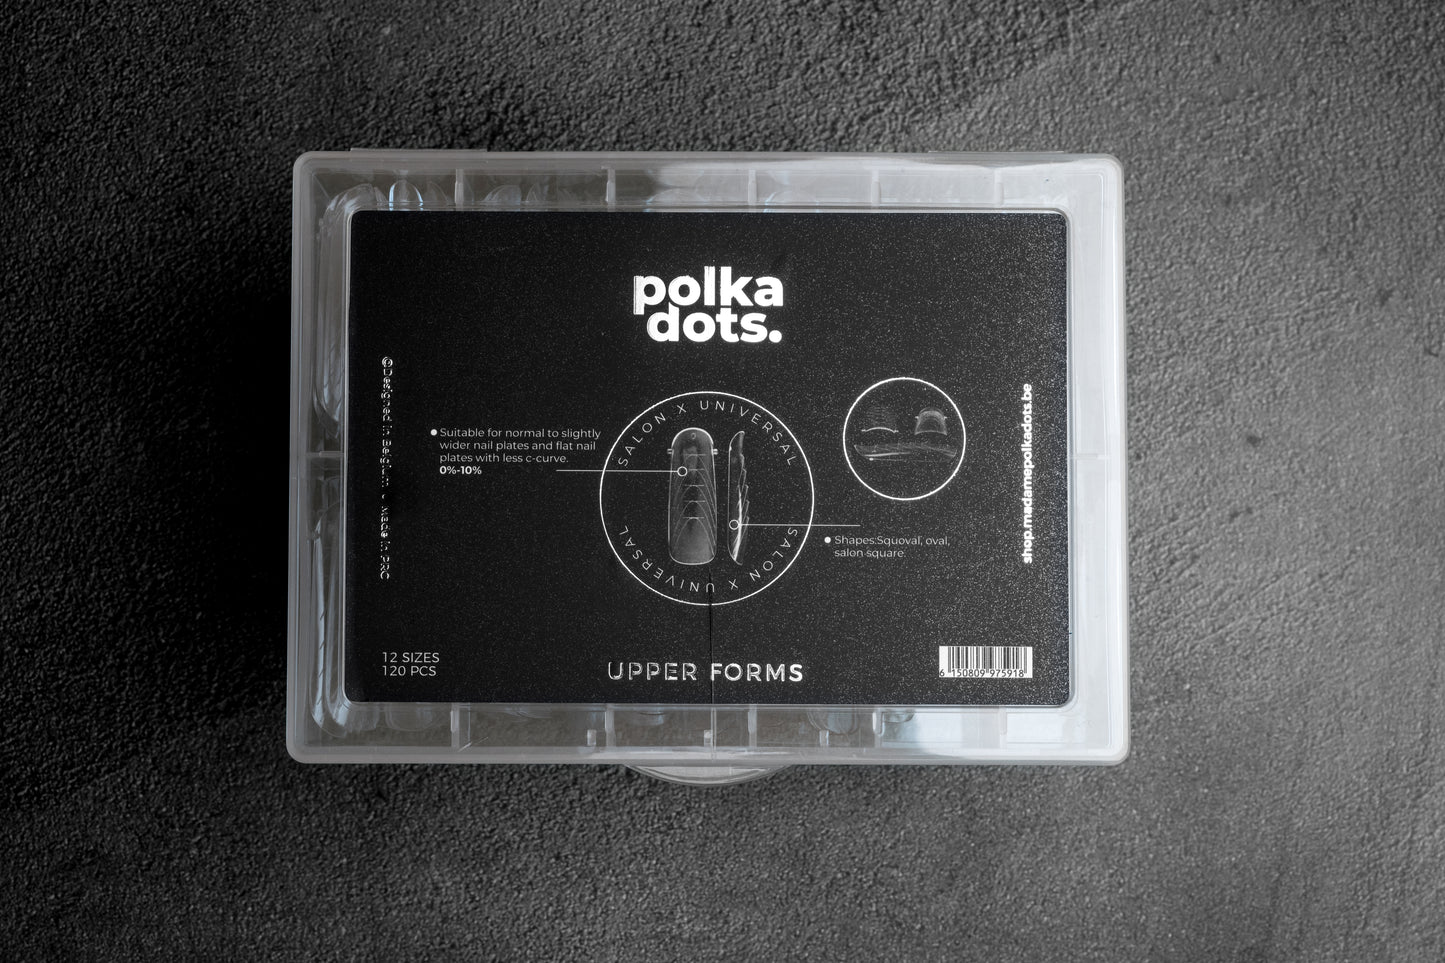 polka
dots.
©Designed in Belgium . Made in PRC
Suitable for normal to slightly
wider nail plates and flat nail
plates with less c-curve.
0%-10%
SALON X UNIVERSAL
SALON X UNIVERSAL
Shapes:Squoval, oval,
salon square.
shop.madamepolkadots.be
12 SIZES
120 PCS
UPPER FORMS
6 150809 975918